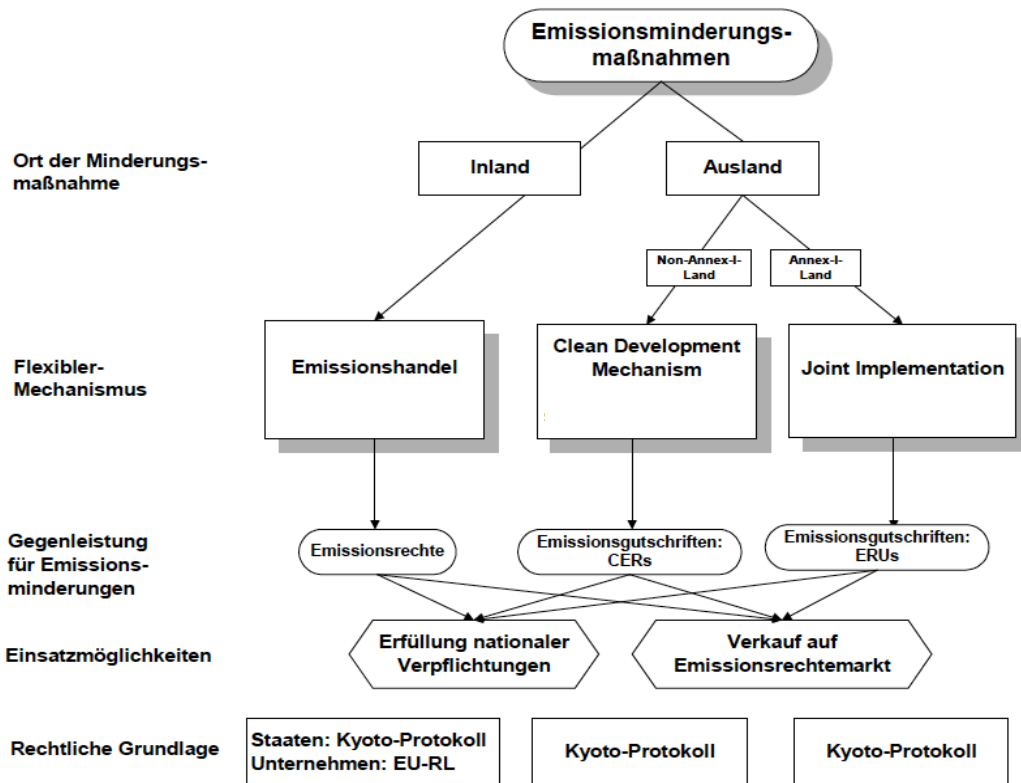 Emissionsminderungs-
maßnahmen
Ort der Minderungs-
maßnahme
Inland
Ausland
Non-Annex-I-
Land
Annex-I-
Land
Flexibler-
Mechanismus
Emissionshandel
Clean Development
Mechanism
Joint Implementation
Gegenleistung
für Emissions-
minderungen
Emissionsrechte
Emissionsgutschriften:
CERs
Emissionsgutschriften:
ERUs
Einsatzmöglichkeiten
Erfüllung nationaler
Verpflichtungen
Verkauf auf
Emissionsrechtemarkt
Rechtliche Grundlage
Staaten: Kyoto-Protokoll
Unternehmen: EU-RL
Kyoto-Protokoll
Kyoto-Protokoll